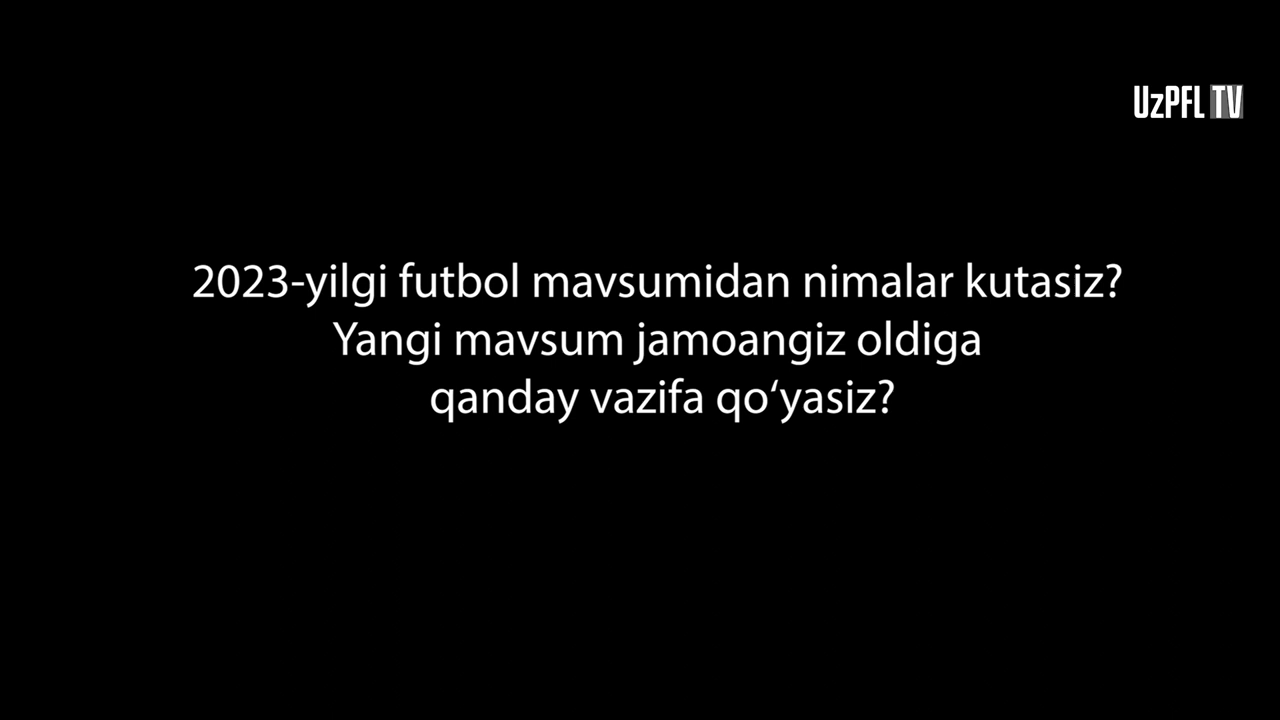 UzPFL TV
2023-yilgi futbol mavsumidan nimalar kutasiz?
Yangi mavsum jamoangiz oldiga
qanday vazifa qo‘yasiz?